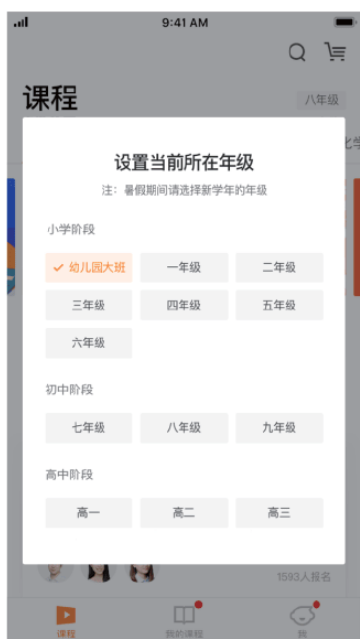 9:41 AM
课程
八年级
化学
设置当前所在年级
注：暑假期间请选择新学年的年级
小学阶段
幼儿园大班 一年级 二年级
三年级 四年级 五年级
六年级
初中阶段
七年级 八年级 九年级
高中阶段
高一 高二 高三
1593人报名
课程 我的课程 我